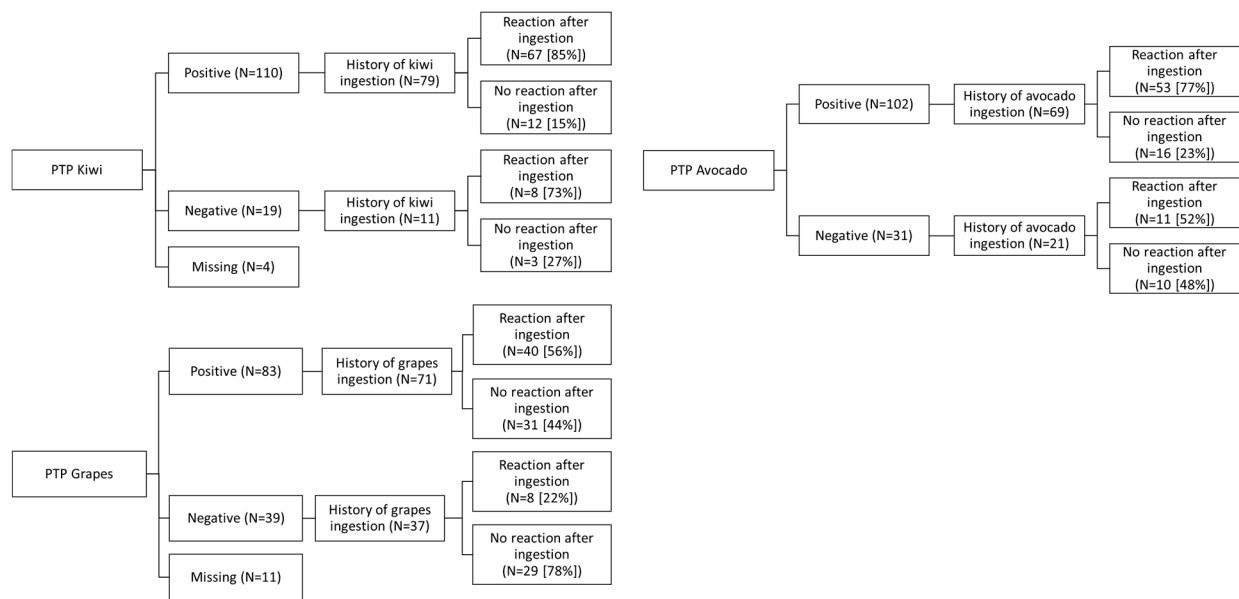 PTP Kiwi
Positive (N=110)
History of kiwi
ingestion (N=79)
Reaction after
ingestion
(N=67 [85%])
No reaction after
ingestion
(N=12 [15%])
Negative (N=19)
History of kiwi
ingestion (N=11)
Reaction after
ingestion
(N=8 [73%])
No reaction after
ingestion
(N=3 [27%])
Missing (N=4)
PTP Avocado
Positive (N=102)
History of avocado
ingestion (N=69)
Reaction after
ingestion
(N=53 [77%])
No reaction after
ingestion
(N=16 [23%])
Negative (N=31)
History of avocado
ingestion (N=21)
Reaction after
ingestion
(N=11 [52%])
No reaction after
ingestion
(N=10 [48%])
PTP Grapes
Positive (N=83)
History of grapes
ingestion (N=71)
Reaction after
ingestion
(N=40 [56%])
No reaction after
ingestion
(N=31 [44%])
Negative (N=39)
History of grapes
ingestion (N=37)
Reaction after
ingestion
(N=8 [22%])
No reaction after
ingestion
(N=29 [78%])
Missing (N=11)